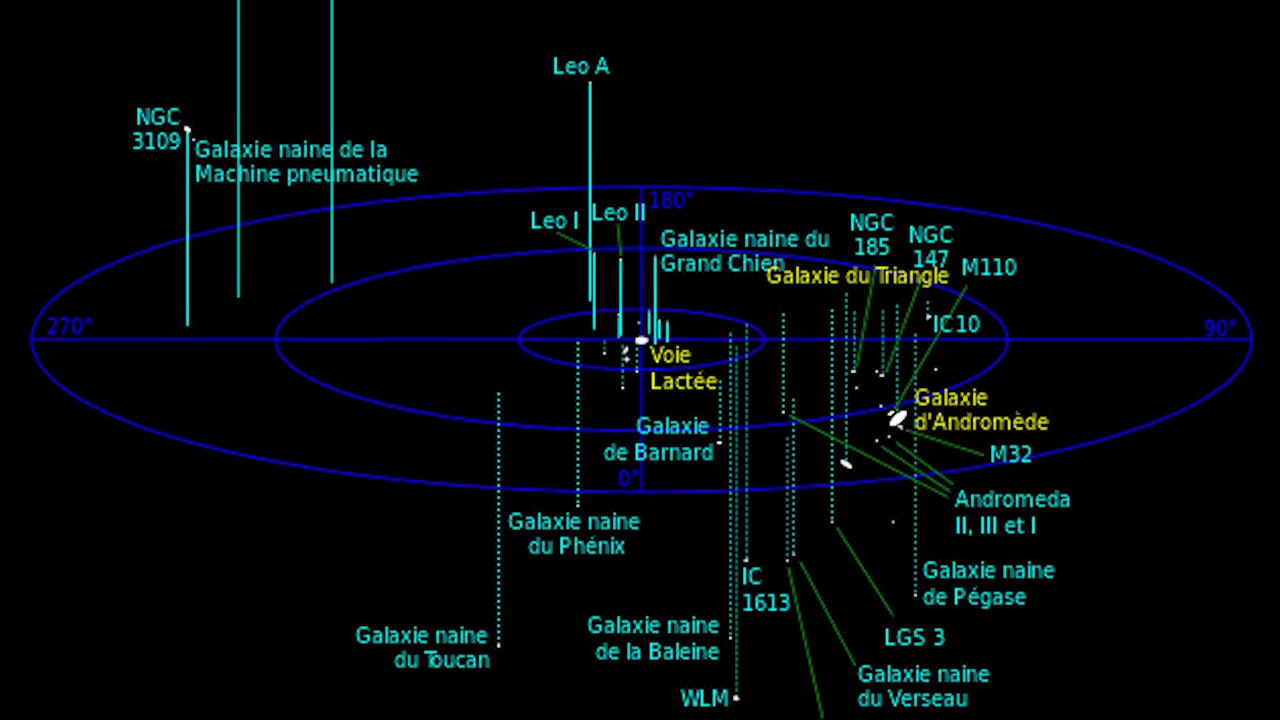 Leo A
NGC
3109
Galaxie naine de la
Machine pneumatique
180°
Leo I
Leo II
Galaxie naine du
Grand Chien
NGC
185
NGC
147
M110
Galaxie du Triangle
IC10
270°
90°
Voie
Lactée
Galaxie
d'Andromède
Galaxie
de Barnard
M32
0°
Andromeda
II, III et I
Galaxie naine
du Phénix
IC
1613
Galaxie naine
de Pégase
Galaxie naine
du Toucan
Galaxie naine
de la Baleine
LGS 3
Galaxie naine
du Verseau
WLM